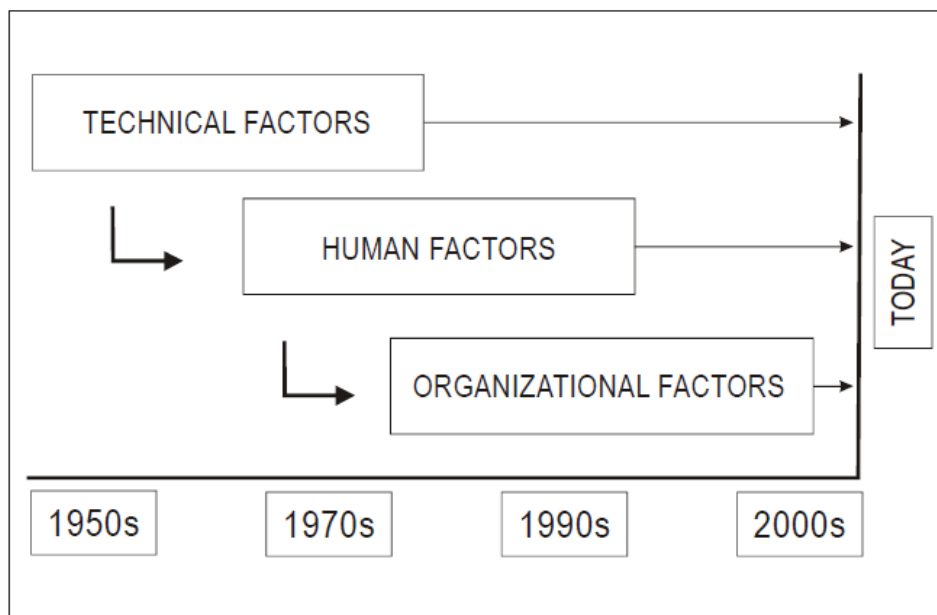 TECHNICAL FACTORS
HUMAN FACTORS
ORGANIZATIONAL FACTORS
TODAY
1950s
1970s
1990s
2000s